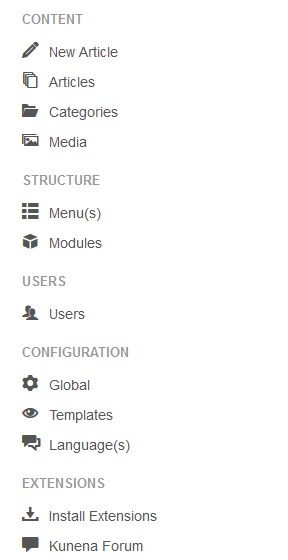 CONTENT
New Article
Articles
Categories
Media
STRUCTURE
Menu(s)
Modules
USERS
Users
CONFIGURATION
Global
Templates
Language(s)
EXTENSIONS
Install Extensions
Kunena Forum